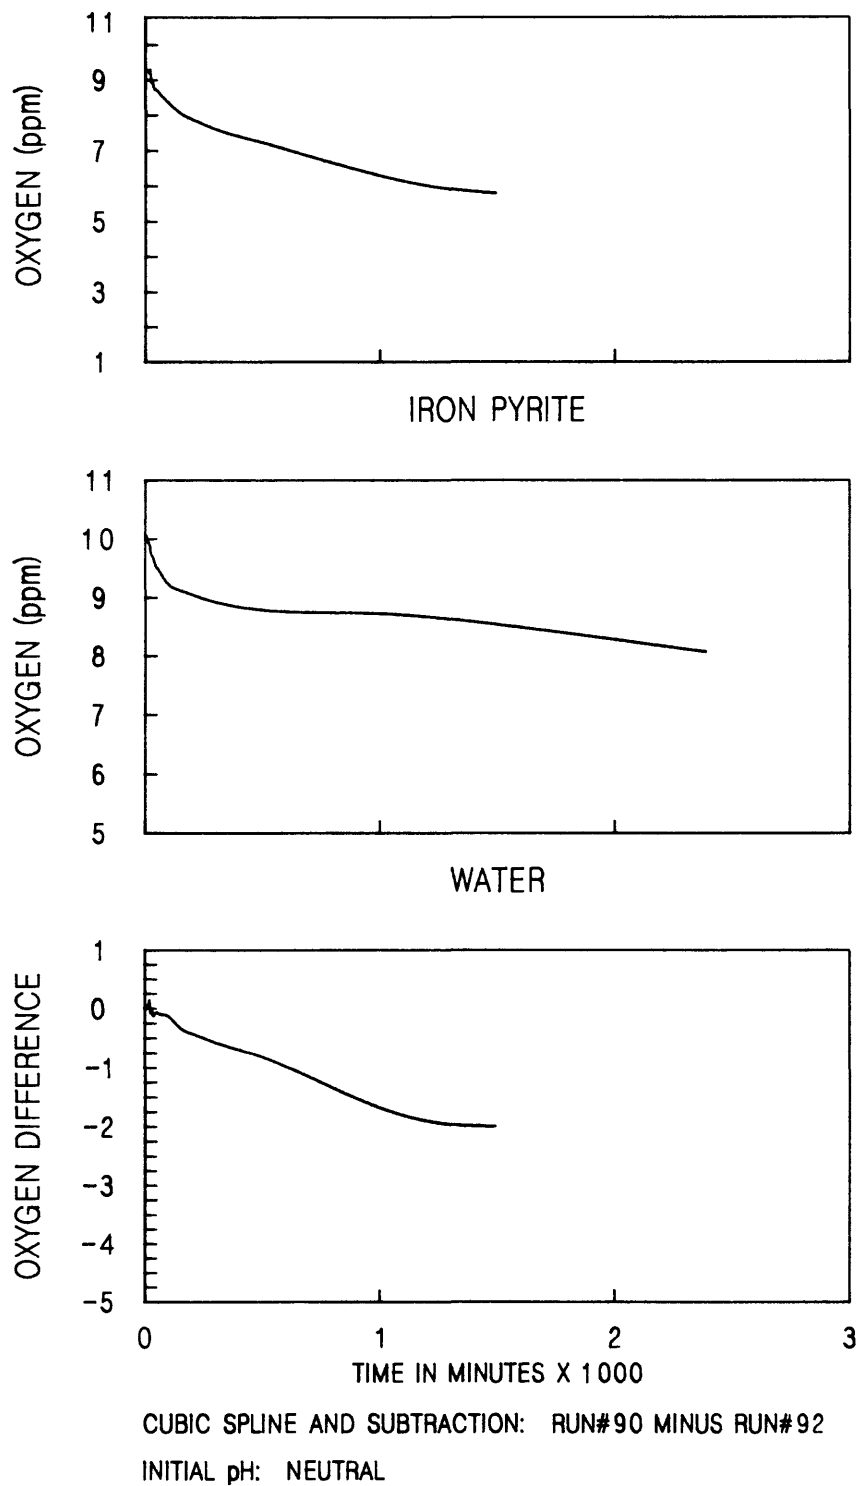 11
9
7
5
3
1
OXYGEN (ppm)
IRON PYRITE
11
10
9
8
7
6
5
OXYGEN (ppm)
WATER
1
0
-1
-2
-3
-4
-5
OXYGEN DIFFERENCE
0 1 2 3
TIME IN MINUTES X 1000
CUBIC SPLINE AND SUBTRACTION: RUN#90 MINUS RUN#92
INITIAL pH: NEUTRAL